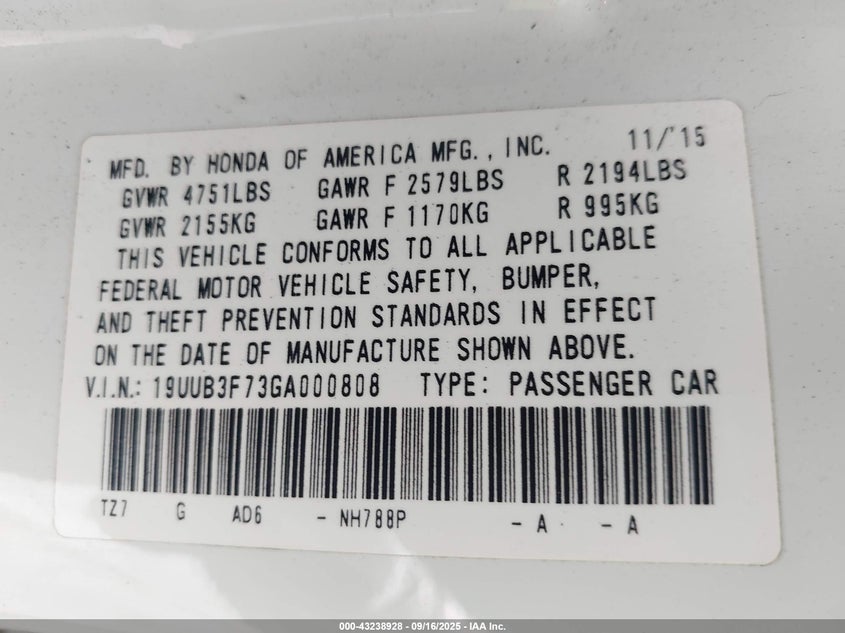 MFD. BY HONDA OF AMERICA MFG., INC. 11/'15
GVWR 4751LBS GAWR F 2579LBS R 2194LBS
GVWR 2155KG GAWR F 1170KG R 995KG
THIS VEHICLE CONFORMS TO ALL APPLICABLE
FEDERAL MOTOR VEHICLE SAFETY, BUMPER,
AND THEFT PREVENTION STANDARDS IN EFFECT
ON THE DATE OF MANUFACTURE SHOWN ABOVE.
V.I.N.: 19UUB3F73GA000808 TYPE: PASSENGER CAR
TZ7 G AD6 - NH788P - A - A
000-43238928 - 09/16/2025 - IAA Inc.